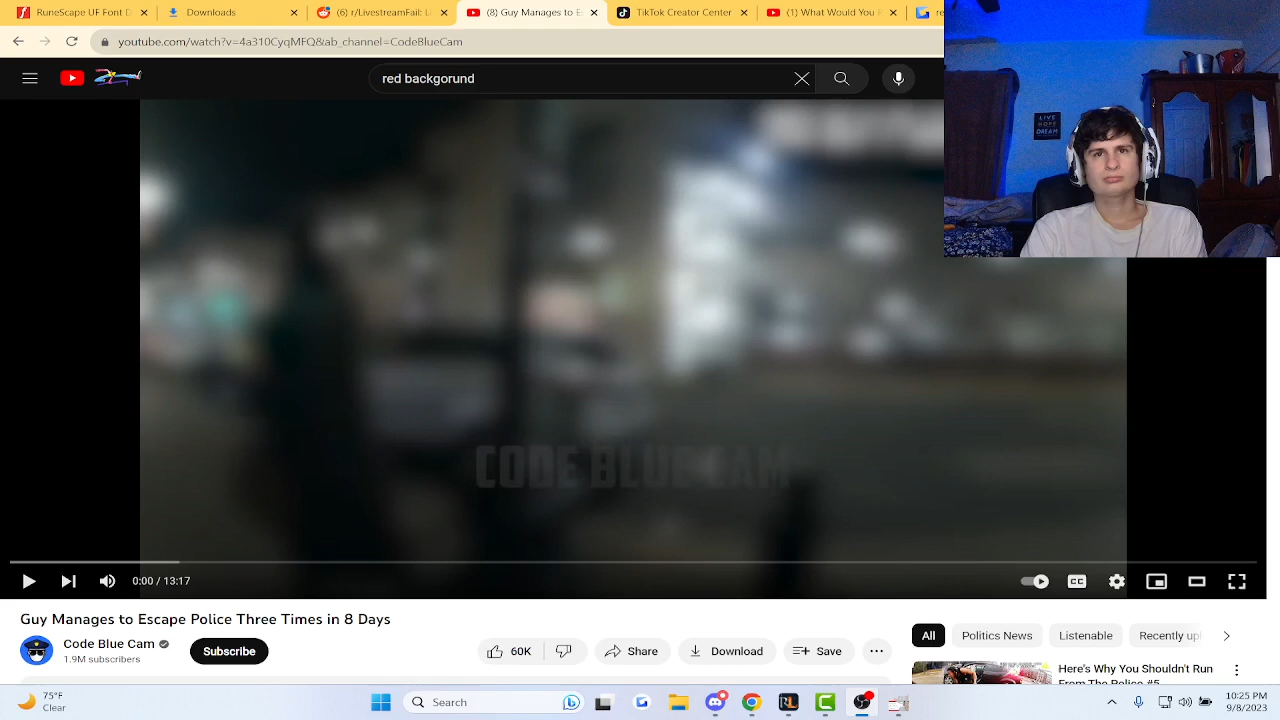 RuneScape UF Font D
Downloads
(6) r/LivestreamFail: L
(8) Guy Manages to Es
TikTok Creator Center
(1) What Would You F
re
youtube.com/watch?v=
&ab_channel=CodeBlueCam
red backgorund
LIVE
HOPE
DREAM
CODE BLUE CAM
0:00 / 13:17
CC
Guy Manages to Escape Police Three Times in 8 Days
Code Blue Cam
1.9M subscribers
Subscribe
60K
Share
Download
Save
All
Politics News
Listenable
Recently upl
Here's Why You Shouldn't Run
From The Police #5
75°F
Clear
Search
10:25 PM
9/8/2023